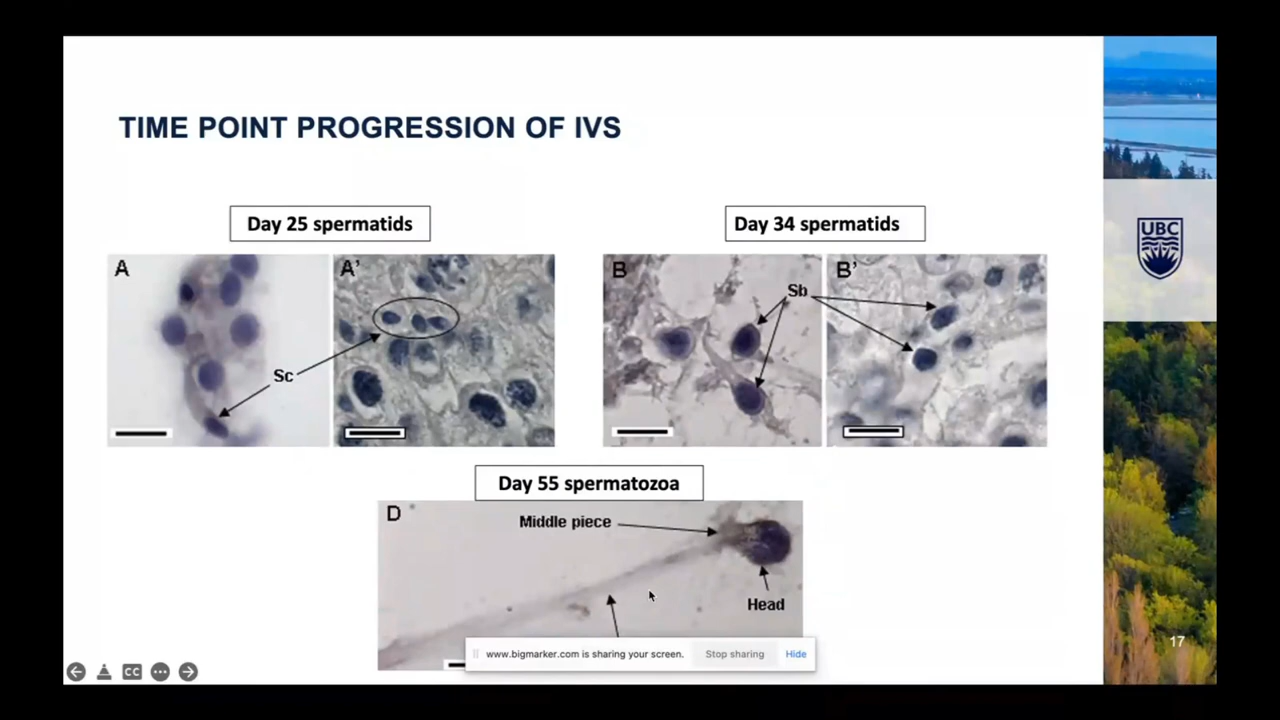 TIME POINT PROGRESSION OF IVS
Day 25 spermatids
Day 34 spermatids
A
A'
B
B'
Sb
Sc
Day 55 spermatozoa
D
Middle piece
Head
UBC
17
www.bigmarker.com is sharing your screen.
Stop sharing
Hide
CC